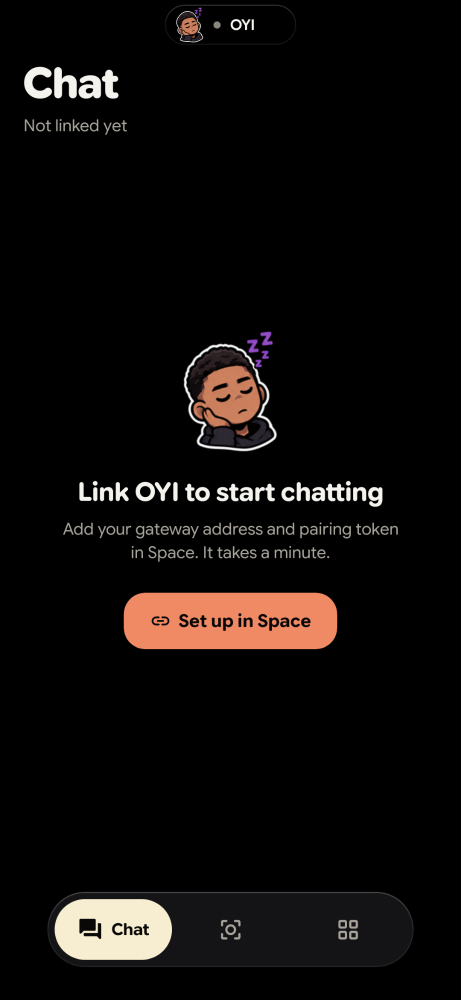 OYI
Chat
Not linked yet
Link OYI to start chatting
Add your gateway address and pairing token
in Space. It takes a minute.
Set up in Space
Chat